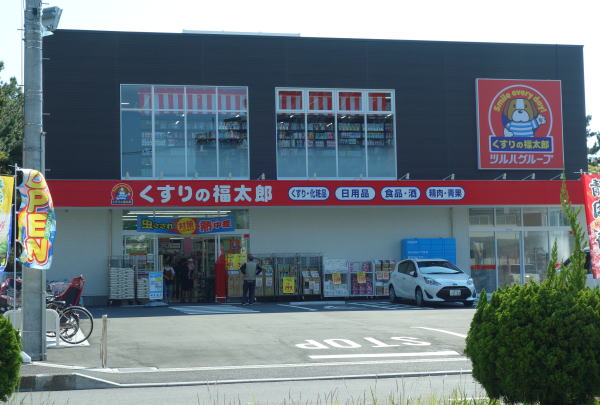 Smile every day!
くすりの福太郎
ツルハグループ
くすりの福太郎
くすり・化粧品
日用品
食品・酒
精肉・青果
OPEN
STOP